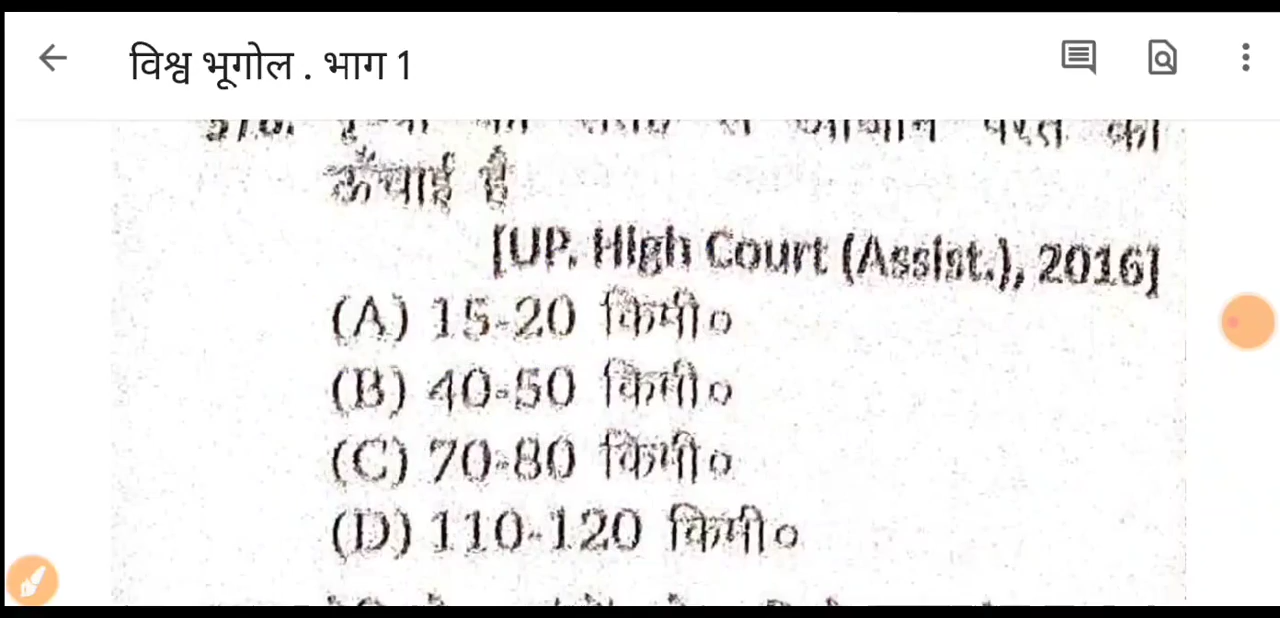 विश्व भूगोल . भाग 1
ऊँचाई है
[UP. High Court (Assist.), 2016]
(A) 15-20 किमी०
(B) 40-50 किमी०
(C) 70-80 किमी०
(D) 110-120 किमी०